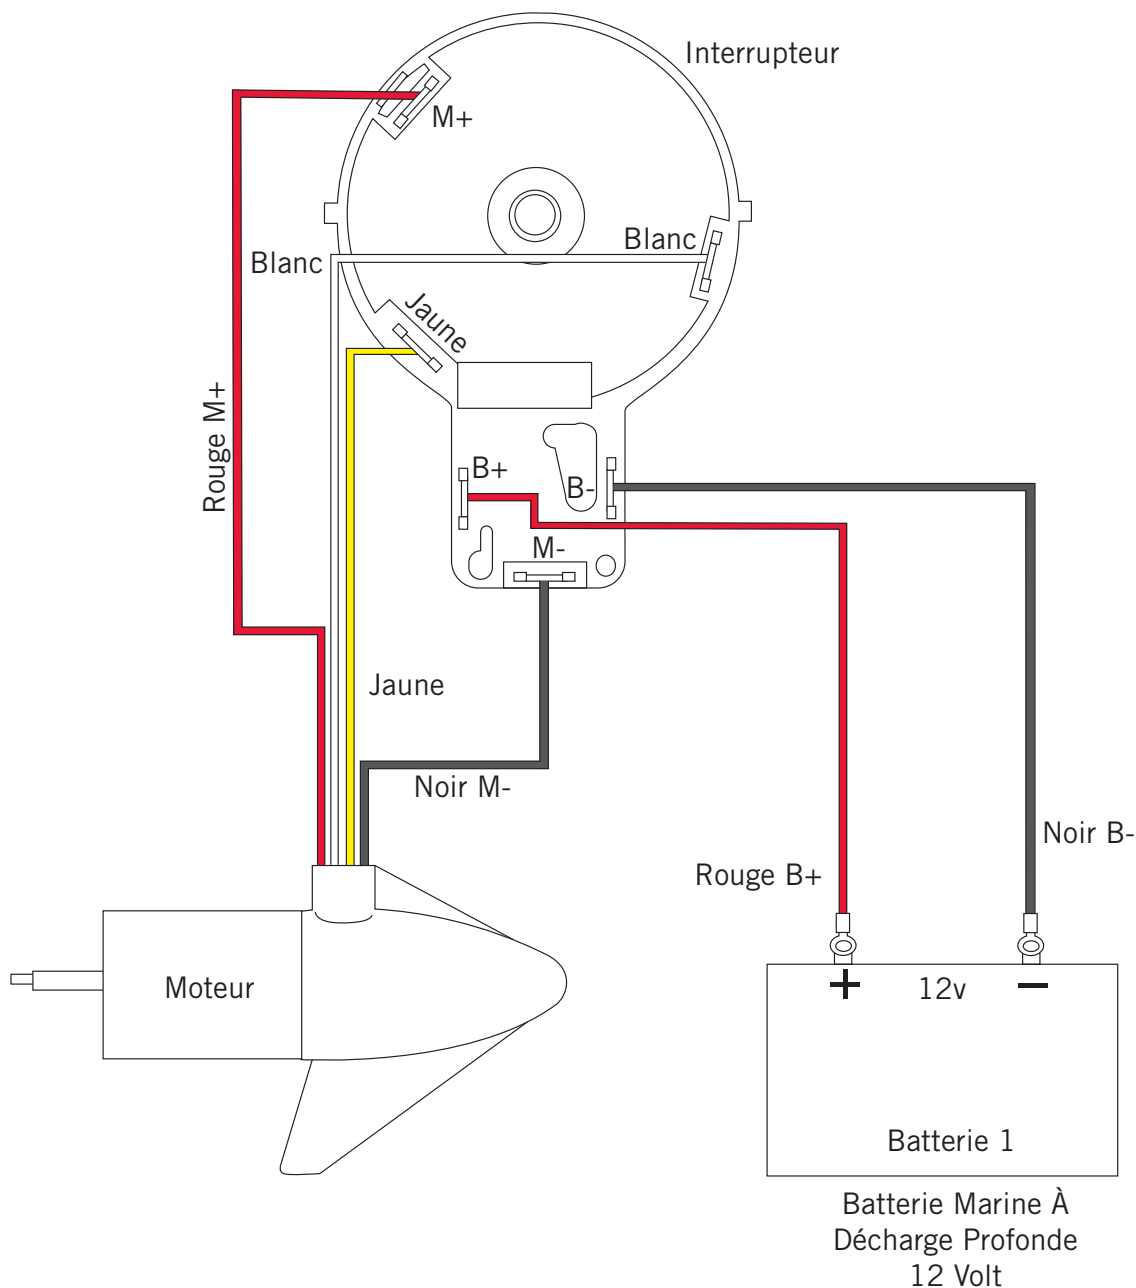 Interrupteur
M+
Blanc
Blanc
Jaune
Rouge M+
B+
B-
M-
Jaune
Noir M-
Noir B-
Rouge B+
Moteur
+ 12v −
Batterie 1
Batterie Marine À
Décharge Profonde
12 Volt